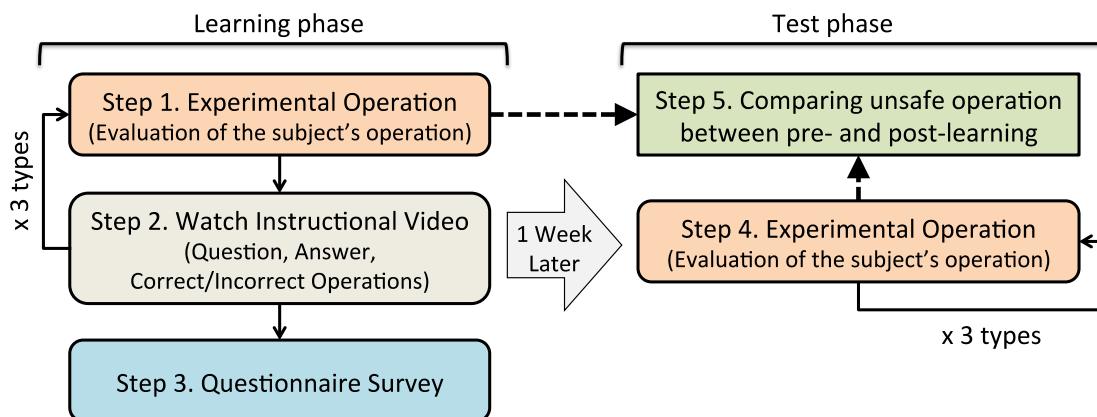 Learning phase
Step 1. Experimental Operation
(Evaluation of the subject's operation)
x 3 types
Step 2. Watch Instructional Video
(Question, Answer,
Correct/Incorrect Operations)
Step 3. Questionnaire Survey
1 Week
Later
Test phase
Step 5. Comparing unsafe operation
between pre- and post-learning
Step 4. Experimental Operation
(Evaluation of the subject's operation)
x 3 types